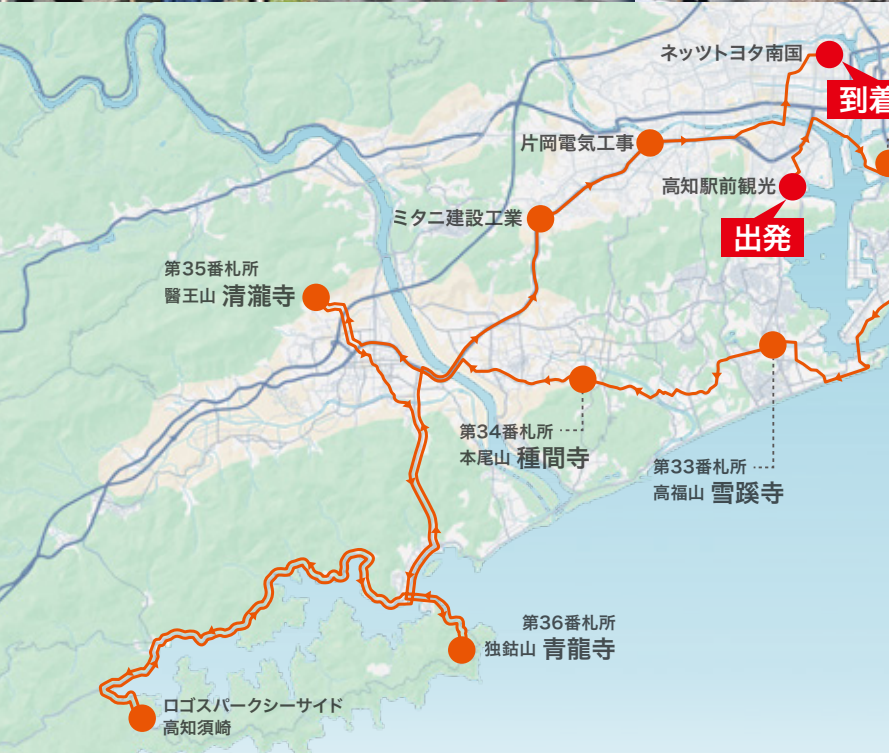 ネッツトヨタ南国
到着
片岡電気工事
高知駅前観光
ミタニ建設工業
出発
第35番札所
醫王山 清瀧寺
第34番札所
本尾山 種間寺
第33番札所
高福山 雪蹊寺
第36番札所
独鈷山 青龍寺
ロゴスパークシーサイド
高知須崎